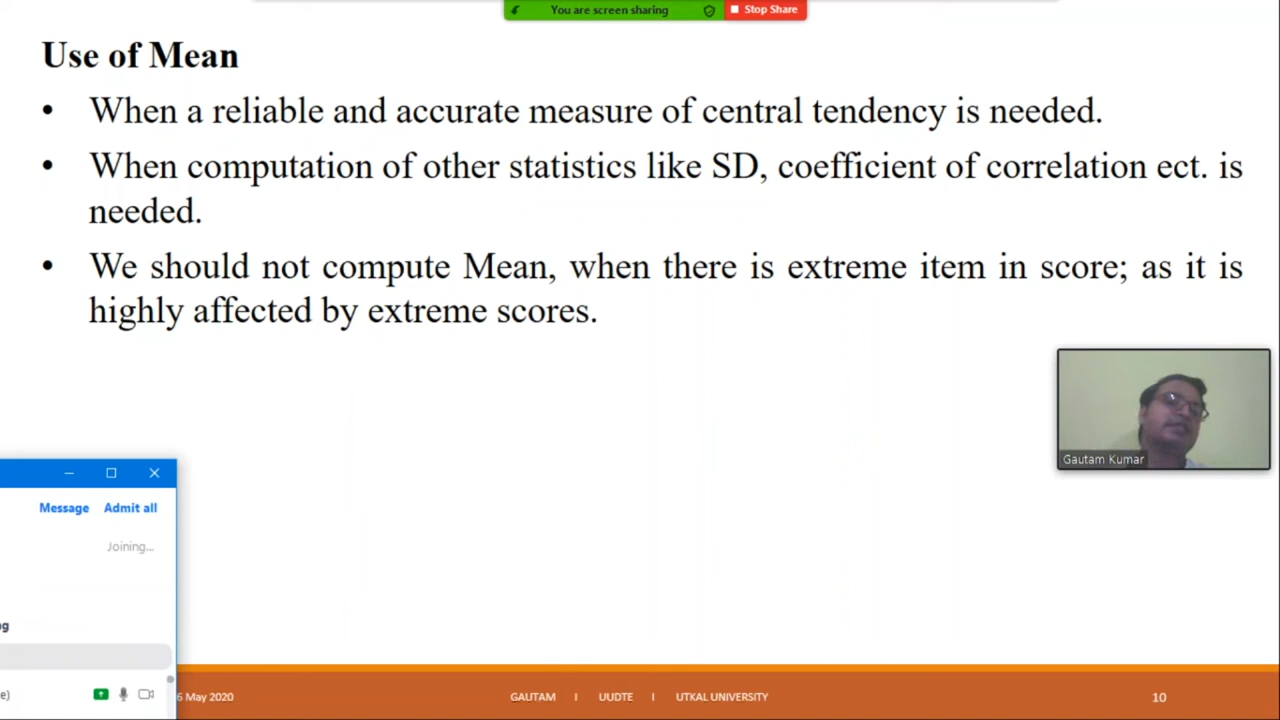 You are screen sharing
Stop Share
Use of Mean
• When a reliable and accurate measure of central tendency is needed.
• When computation of other statistics like SD, coefficient of correlation ect. is
needed.
• We should not compute Mean, when there is extreme item in score; as it is
highly affected by extreme scores.
Gautam Kumar
Message Admit all
Joining...
6 May 2020
GAUTAM I UUDTE I UTKAL UNIVERSITY
10